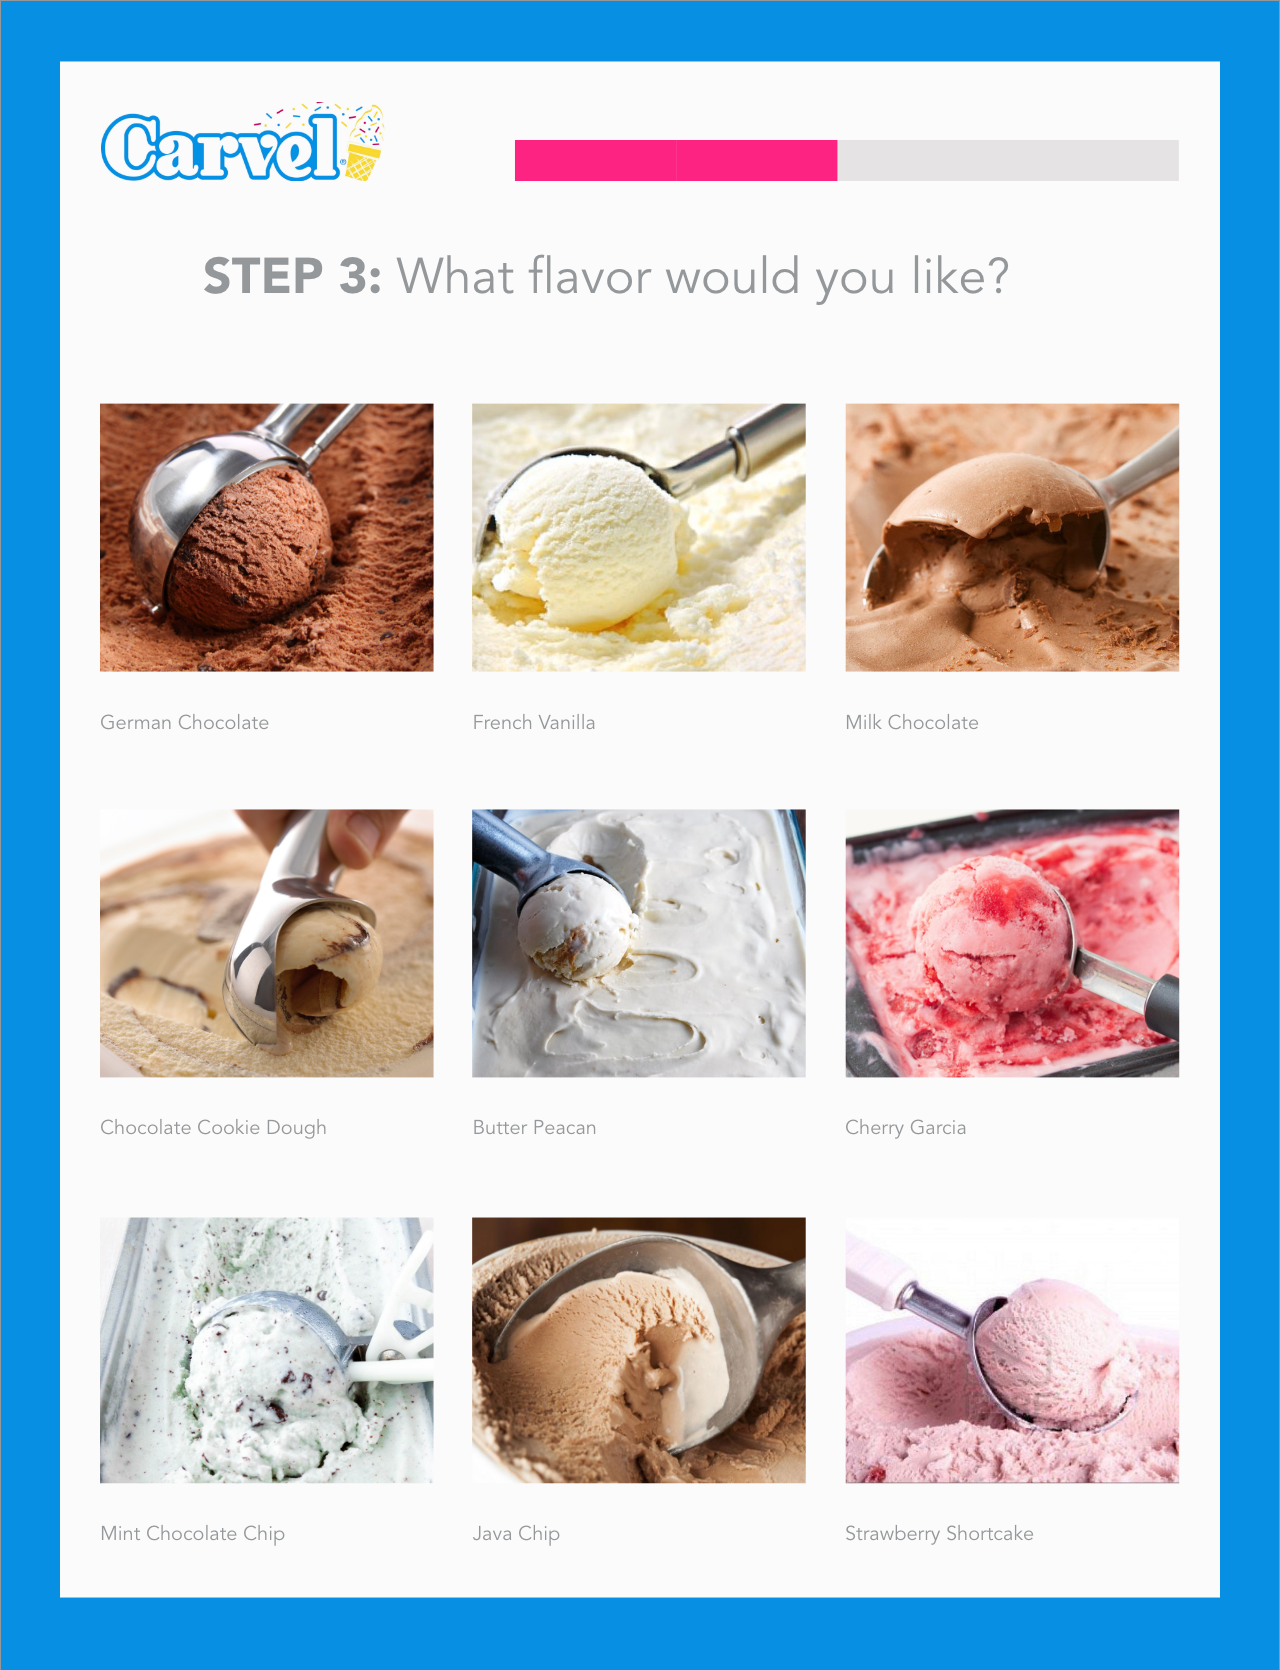 Carvel®
STEP 3: What flavor would you like?
German Chocolate
French Vanilla
Milk Chocolate
Chocolate Cookie Dough
Butter Peacan
Cherry Garcia
Mint Chocolate Chip
Java Chip
Strawberry Shortcake